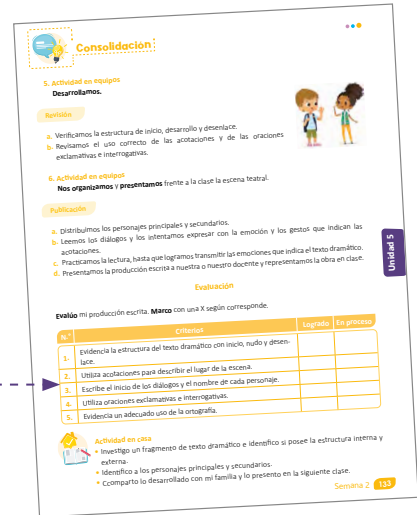 Consolidación
5. Actividad en equipos
Desarrollamos.
Revisión
a. Verificamos la estructura de inicio, desarrollo y desenlace.
b. Revisamos el uso correcto de las acotaciones y de las oraciones
exclamativas e interrogativas.
6. Actividad en equipos
Nos organizamos y presentamos frente a la clase la escena teatral.
Publicación
a. Distribuimos los personajes principales y secundarios.
b. Leemos los diálogos y los intentamos expresar con la emoción y los gestos que indican las
acotaciones.
c. Practicamos la lectura, hasta que logramos transmitir las emociones que indica el texto dramático.
d. Presentamos la producción escrita a nuestra o nuestro docente y representamos la obra en clase.
Unidad 5
Evaluación
Evalúo mi producción escrita. Marco con una X según corresponde.
N.° Criterios Logrado En proceso
1. Evidencia la estructura del texto dramático con inicio, nudo y desen-
lace.
2. Utiliza acotaciones para describir el lugar de la escena.
3. Escribe el inicio de los diálogos y el nombre de cada personaje.
4. Utiliza oraciones exclamativas e interrogativas.
5. Evidencia un adecuado uso de la ortografía.
Actividad en casa
• Investigo un fragmento de texto dramático e identifico si posee la estructura interna y
externa.
• Identifico a los personajes principales y secundarios.
• Ccomparto lo desarrollado con mi familia y lo presento en la siguiente clase.
Semana 2 133